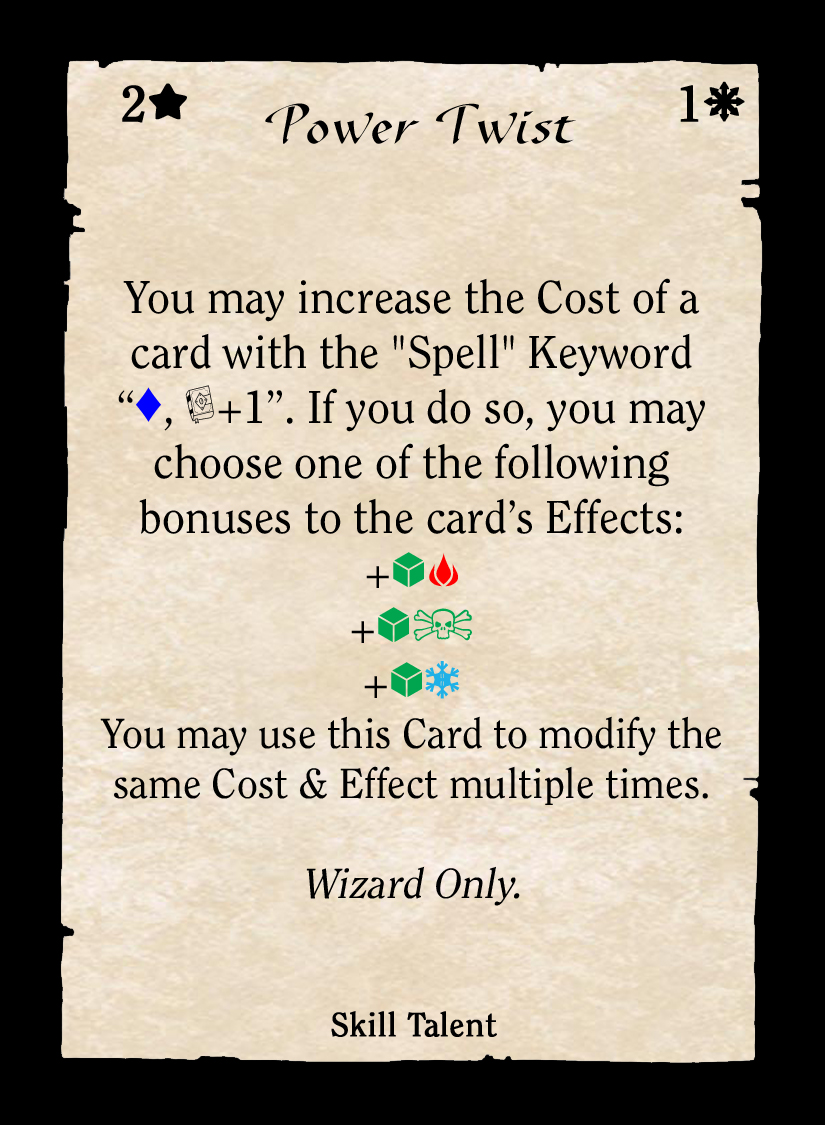 2★ Power Twist 1
You may increase the Cost of a
card with the "Spell" Keyword
“♦, +1”. If you do so, you may
choose one of the following
bonuses to the card’s Effects:
+
+
+
You may use this Card to modify the
same Cost & Effect multiple times.
Wizard Only.
Skill Talent